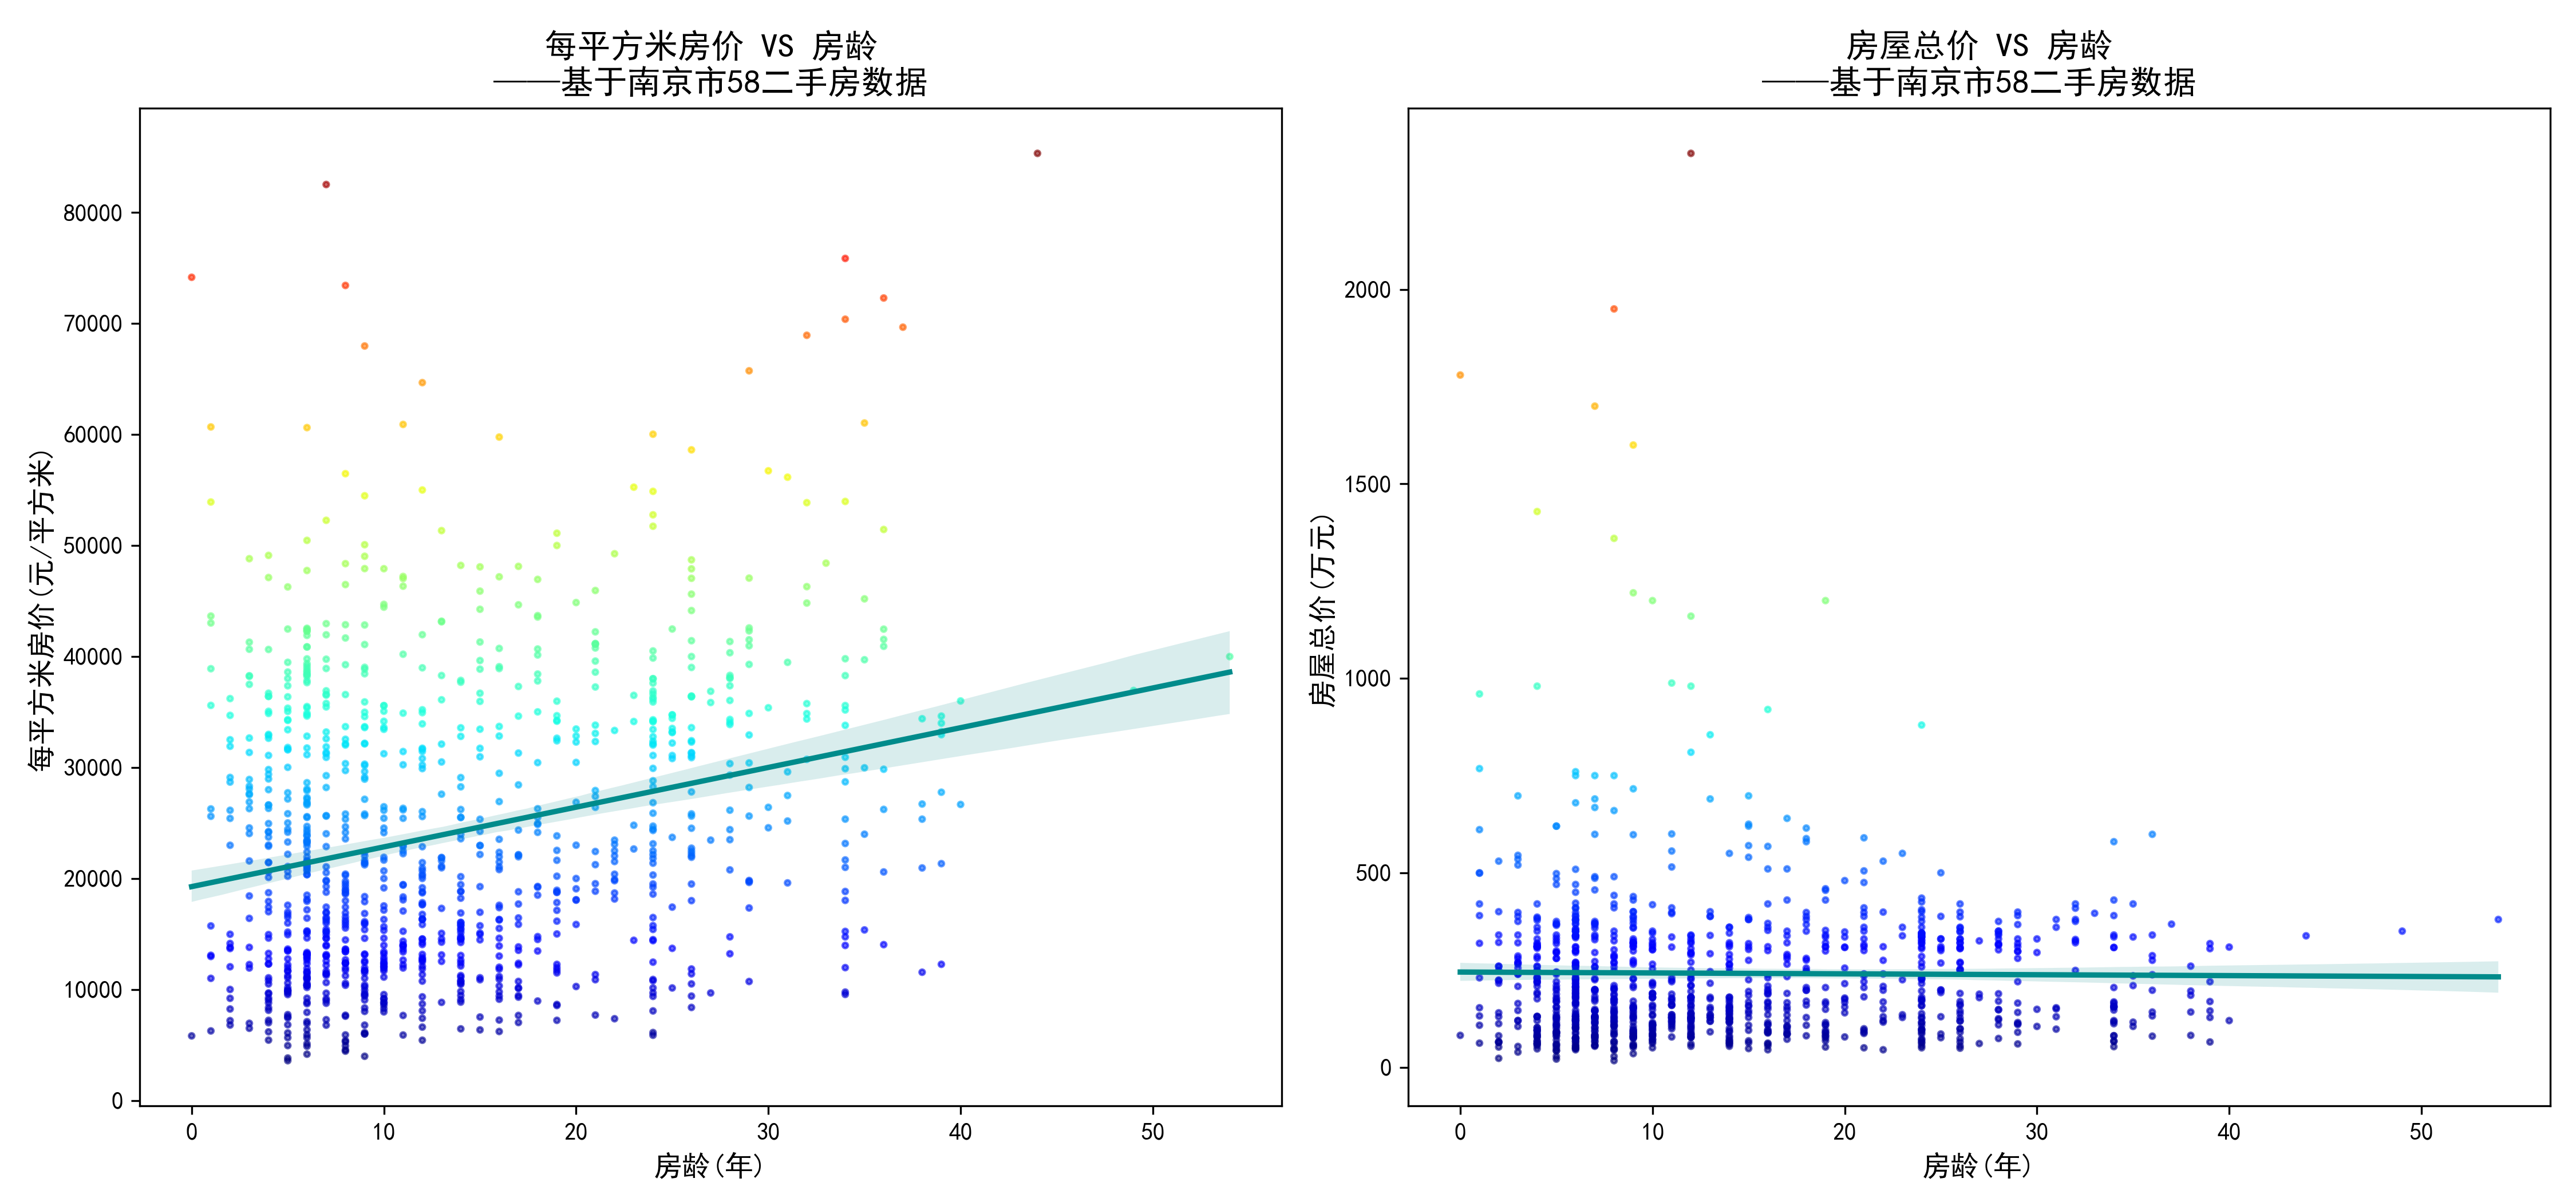 每平方米房价 VS 房龄
——基于南京市58二手房数据
80000
70000
60000
50000
40000
30000
20000
10000
0
每平方米房价(元/平方米)
0 10 20 30 40 50
房龄(年)
房屋总价 VS 房龄
——基于南京市58二手房数据
2000
1500
1000
500
0
房屋总价(万元)
0 10 20 30 40 50
房龄(年)